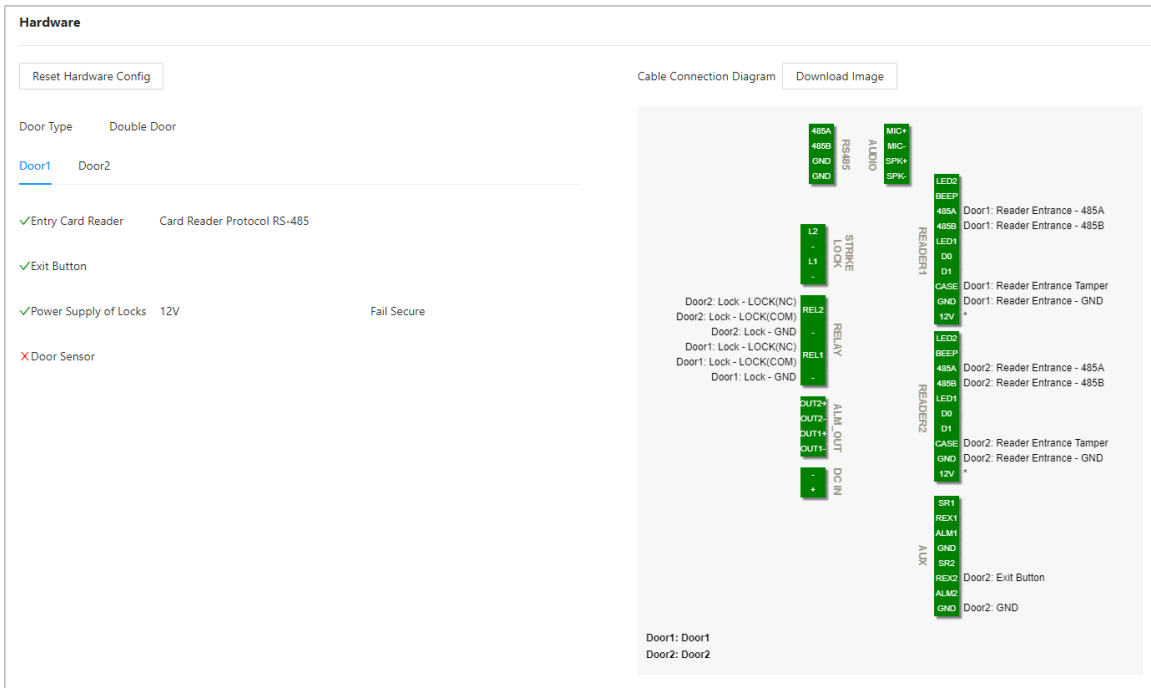 Hardware
Reset Hardware Config
Door Type Double Door
Door1 Door2
Entry Card Reader Card Reader Protocol RS-485
Exit Button
Power Supply of Locks 12V Fail Secure
Door Sensor
Cable Connection Diagram Download Image
485A
485B
GND
GND
RS485
AUDIO
MIC+
MIC-
SPK+
SPK-
L2
-
L1
-
STRIKE
LOCK
Door2: Lock - LOCK(NC)
Door2: Lock - LOCK(COM)
Door2: Lock - GND
Door1: Lock - LOCK(NC)
Door1: Lock - LOCK(COM)
Door1: Lock - GND
REL2
-
REL1
-
RELAY
OUT2+
OUT2-
OUT1+
OUT1-
ALM_OUT
-
+
DC IN
READER1
LED2
BEEP
485A Door1: Reader Entrance - 485A
485B Door1: Reader Entrance - 485B
LED1
D0
D1
CASE Door1: Reader Entrance Tamper
GND Door1: Reader Entrance - GND
12V *
READER2
LED2
BEEP
485A Door2: Reader Entrance - 485A
485B Door2: Reader Entrance - 485B
LED1
D0
D1
CASE Door2: Reader Entrance Tamper
GND Door2: Reader Entrance - GND
12V *
AUX
SR1
REX1
ALM1
GND
SR2
REX2 Door2: Exit Button
ALM2
GND Door2: GND
Door1: Door1
Door2: Door2